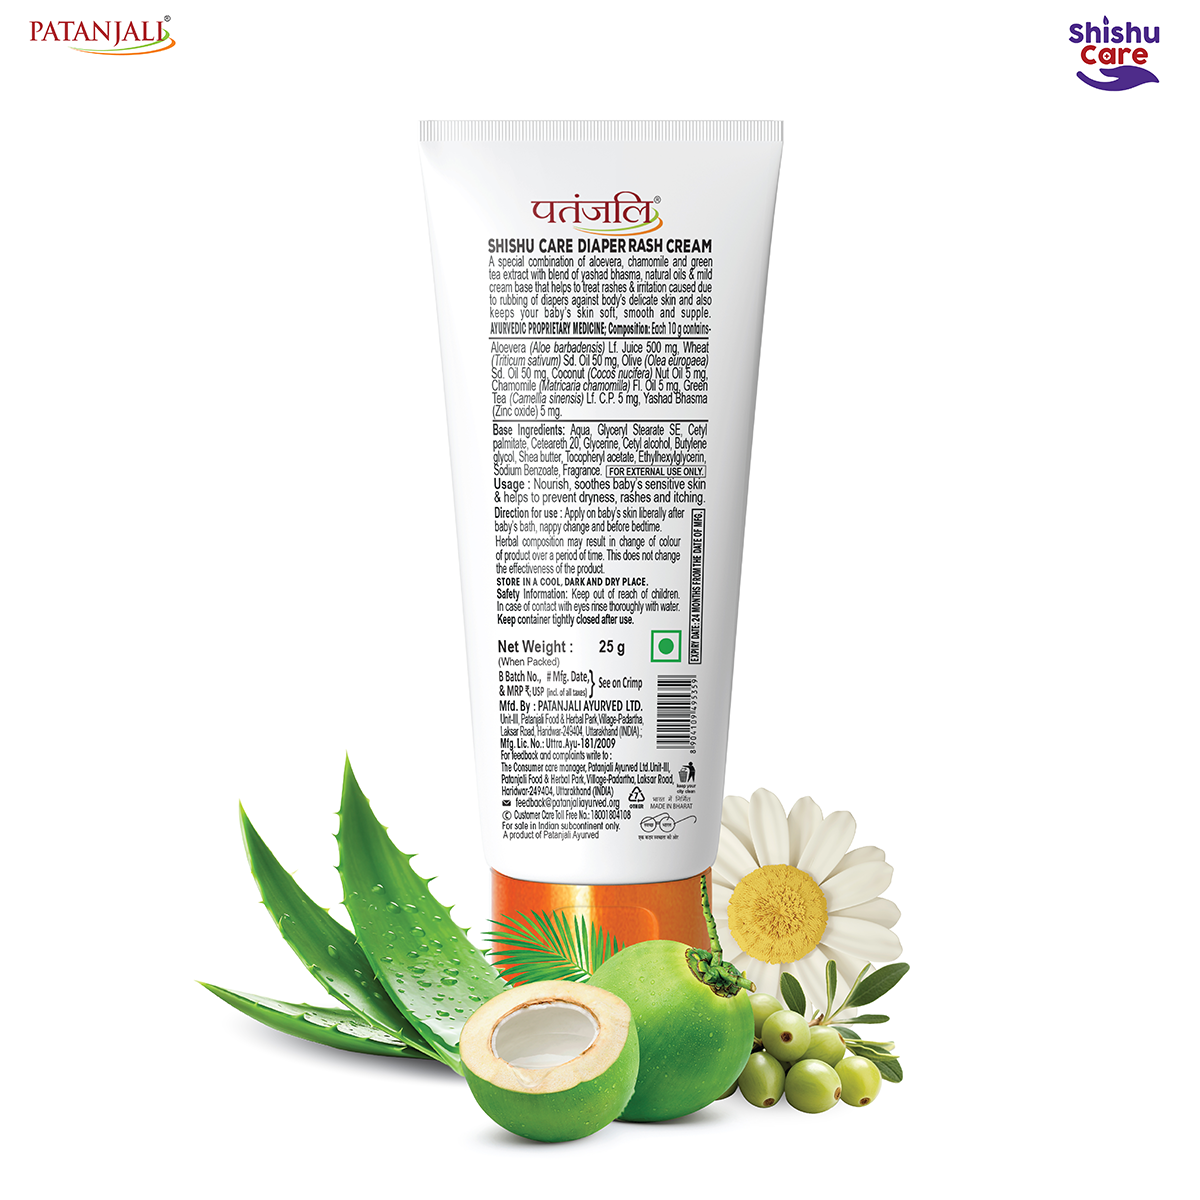 PATANJALI®
Shishu
Care
पतंजलि®
SHISHU CARE DIAPER RASH CREAM
A special combination of aloevera, chamomile and green
tea extract with blend of yashad bhasma, natural oils & mild
cream base that helps to treat rashes & irritation caused due
to rubbing of diapers against body's delicate skin and also
keeps your baby's skin soft, smooth and supple.
AYURVEDIC PROPRIETARY MEDICINE; Composition: Each 10 g contains-
Aloevera (Aloe barbadensis) Lf. Juice 500 mg, Wheat
(Triticum sativum) Sd. Oil 50 mg, Olive (Olea europaea)
Sd. Oil 50 mg, Coconut (Cocos nucifera) Nut Oil 5 mg,
Chamomile (Matricaria chamomilla) Fl. Oil 5 mg, Green
Tea (Camellia sinensis) Lf. C.P. 5 mg, Yashad Bhasma
(Zinc oxide) 5 mg.
Base Ingredients: Aqua, Glyceryl Stearate SE, Cetyl
palmitate, Ceteareth 20, Glycerine, Cetyl alcohol, Butylene
glycol, Shea butter, Tocopheryl acetate, Ethylhexylglycerin,
Sodium Benzoate, Fragrance. FOR EXTERNAL USE ONLY.
Usage : Nourish, soothes baby's sensitive skin
& helps to prevent dryness, rashes and itching.
Direction for use : Apply on baby's skin liberally after
baby's bath, nappy change and before bedtime.
Herbal composition may result in change of colour
of product over a period of time. This does not change
the effectiveness of the product.
STORE IN A COOL, DARK AND DRY PLACE.
Safety Information: Keep out of reach of children.
In case of contact with eyes rinse thoroughly with water.
Keep container tightly closed after use.
EXPIRY DATE: 24 MONTHS FROM THE DATE OF MFG.
Net Weight : 25 g
(When Packed)
B Batch No., # Mfg. Date,
& MRP ₹; USP (incl. of all taxes)
} See on Crimp
Mfd. By : PATANJALI AYURVED LTD.
Unit-III, Patanjali Food & Herbal Park, Village-Padartha,
Laksar Road, Haridwar-249404, Uttarakhand (INDIA).;
Mfg. Lic. No.: Uttra.Ayu-181/2009
For feedback and complaints write to :
The Consumer care manager, Patanjali Ayurved Ltd. Unit-III,
Patanjali Food & Herbal Park, Village-Padartha, Laksar Road,
Haridwar-249404, Uttarakhand (INDIA)
feedback@patanjaliayurved.org
Customer Care Toll Free No.: 18001804108
For sale in Indian subcontinent only.
A product of Patanjali Ayurved
8 904109 495359
keep your
city clean
OTHER
भारत में निर्मित
MADE IN BHARAT
स्वच्छ भारत
एक कदम स्वच्छता की ओर